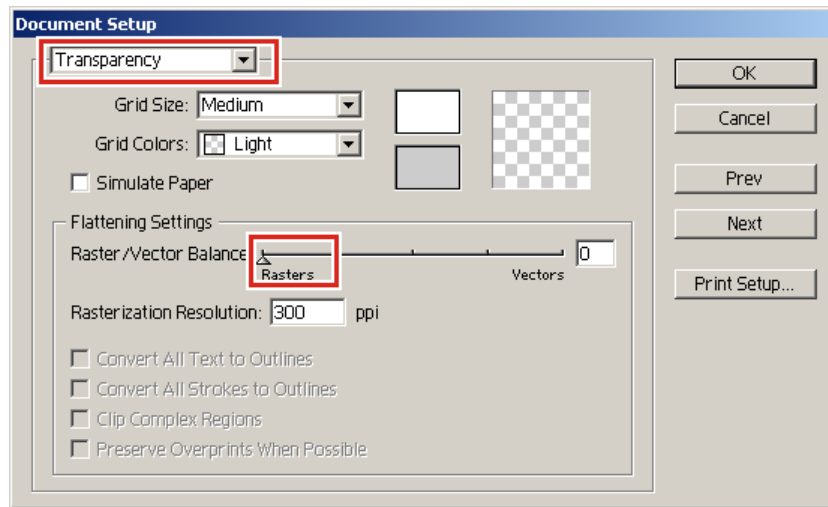 Document Setup
Transparency
OK
Grid Size: Medium
Cancel
Grid Colors: Light
Simulate Paper
Prev
Flattening Settings
Next
Raster/Vector Balance 0
Rasters Vectors
Print Setup...
Rasterization Resolution: 300 ppi
Convert All Text to Outlines
Convert All Strokes to Outlines
Clip Complex Regions
Preserve Overprints When Possible